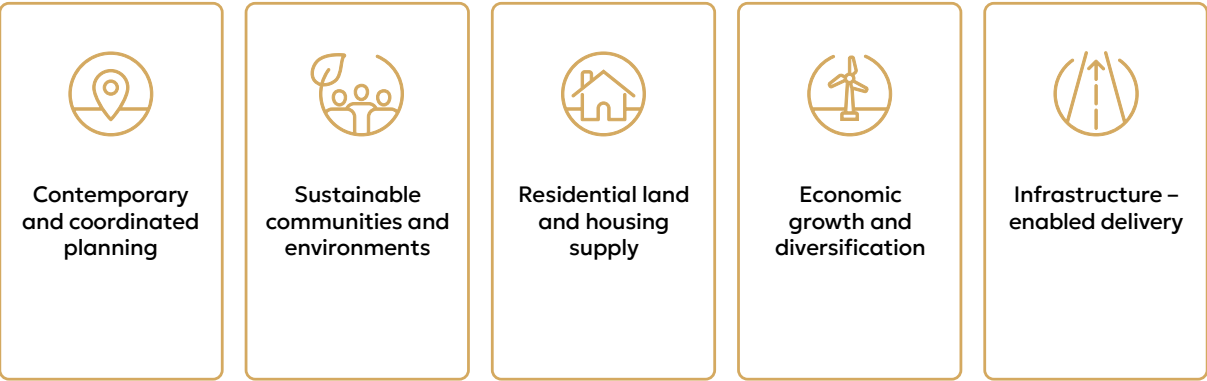 Contemporary
and coordinated
planning
Sustainable
communities and
environments
Residential land
and housing
supply
Economic
growth and
diversification
Infrastructure –
enabled delivery